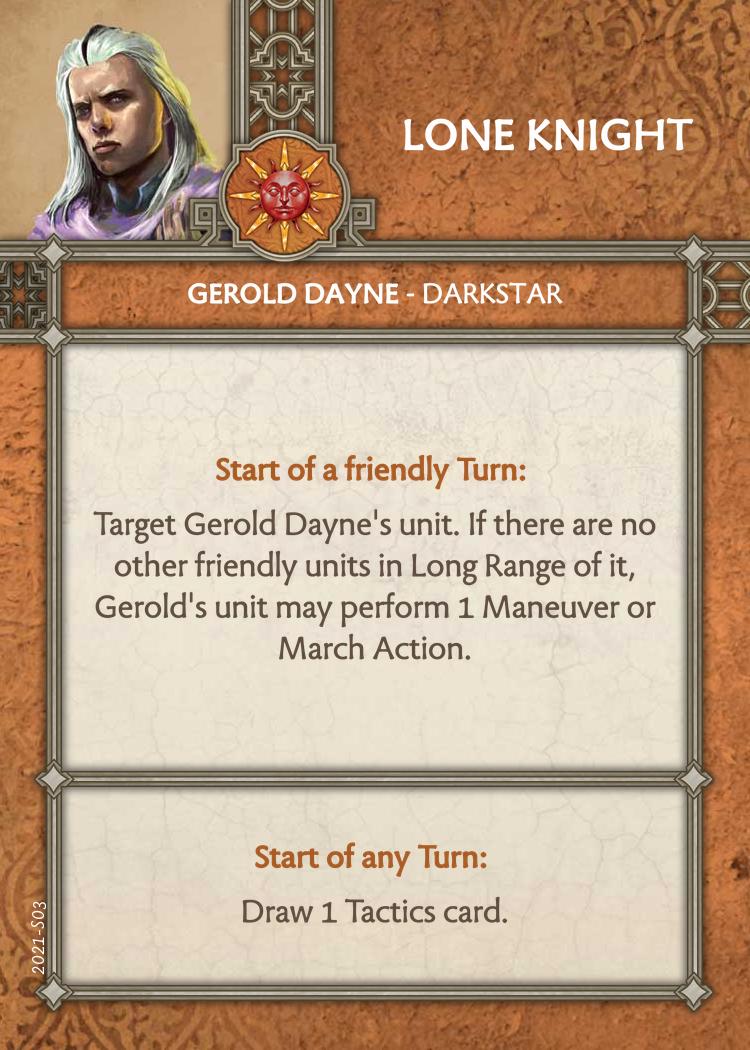 LONE KNIGHT
GEROLD DAYNE - DARKSTAR
Start of a friendly Turn:
Target Gerold Dayne's unit. If there are no
other friendly units in Long Range of it,
Gerold's unit may perform 1 Maneuver or
March Action.
Start of any Turn:
Draw 1 Tactics card.
2021-S03